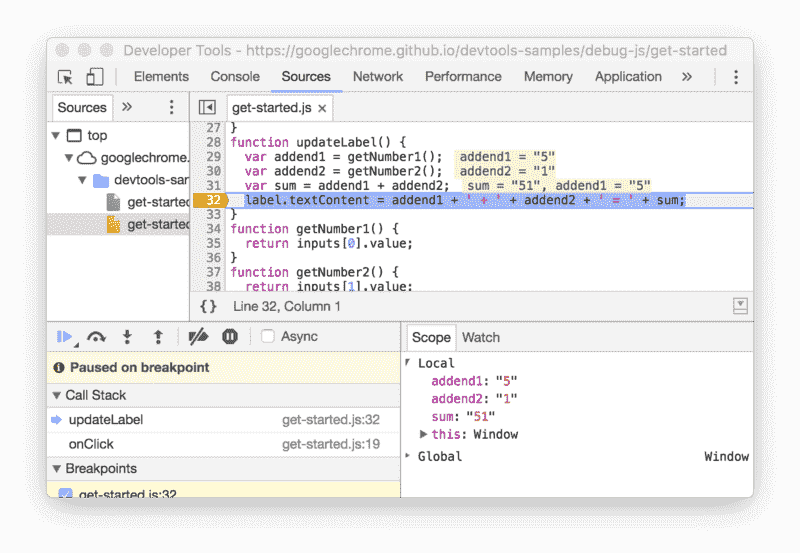 Developer Tools - https://googlechrome.github.io/devtools-samples/debug-js/get-started
Elements Console Sources Network Performance Memory Application »
Sources » get-started.js ×
top
googlechrome.
devtools-sar
get-started
get-started
27 }
28 function updateLabel() {
29 var addend1 = getNumber1(); addend1 = "5"
30 var addend2 = getNumber2(); addend2 = "1"
31 var sum = addend1 + addend2; sum = "51", addend1 = "5"
32 label.textContent = addend1 + ' + ' + addend2 + ' = ' + sum;
33 }
34 function getNumber1() {
35 return inputs[0].value;
36 }
37 function getNumber2() {
38 return inputs[1].value;
{} Line 32, Column 1
Async
Paused on breakpoint
Call Stack
updateLabel get-started.js:32
onClick get-started.js:19
Breakpoints
get-started.js:32
Scope Watch
Local
addend1: "5"
addend2: "1"
sum: "51"
this: Window
Global Window